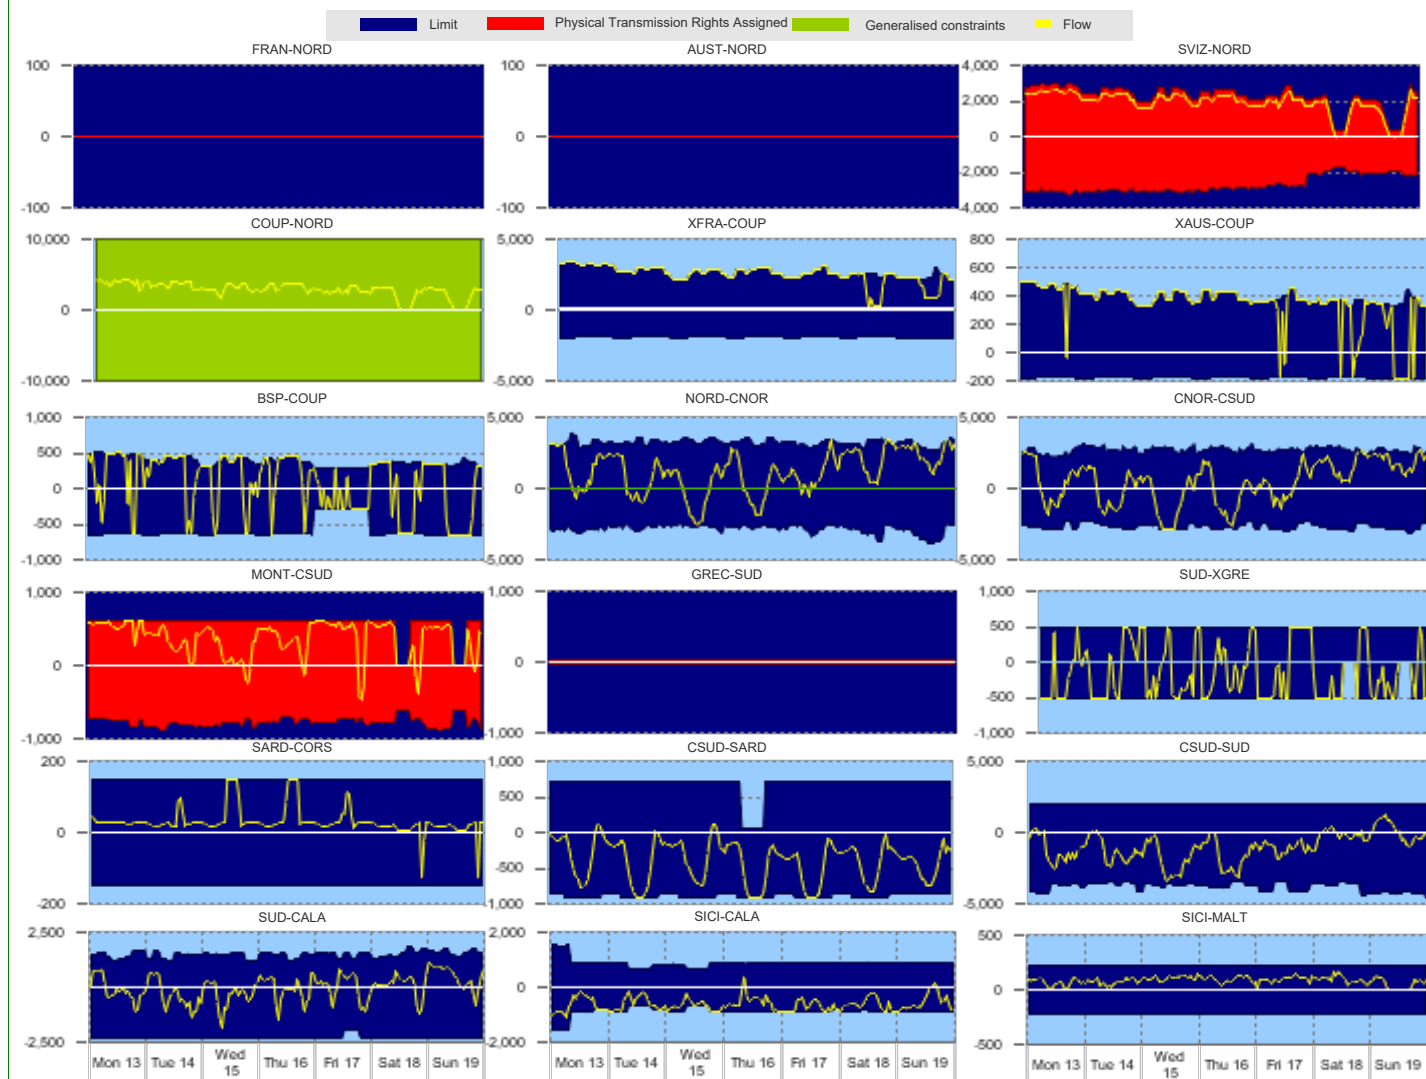 Limit Physical Transmission Rights Assigned Generalised constraints Flow
FRAN-NORD AUST-NORD SVIZ-NORD
100 100 4,000
2,000
0 0 0
-2,000
-100 -100 -4,000
COUP-NORD XFRA-COUP XAUS-COUP
10,000 5,000 800
600
400
0 0 200
0
-10,000 -5,000 -200
BSP-COUP NORD-CNOR CNOR-CSUD
1,000 5,000 5,000
500
0 0 0
-500
-1,000 -5,000 -5,000
MONT-CSUD GREC-SUD SUD-XGRE
1,000 1,000 1,000
500
0 0 0
-500
-1,000 -1,000 -1,000
SARD-CORS CSUD-SARD CSUD-SUD
200 1,000 5,000
500
0 0 0
-500
-200 -1,000 -5,000
SUD-CALA SICI-CALA SICI-MALT
2,500 2,000 500
0 0 0
-2,500 -2,000 -500
Mon 13 Tue 14 Wed 15 Thu 16 Fri 17 Sat 18 Sun 19 Mon 13 Tue 14 Wed 15 Thu 16 Fri 17 Sat 18 Sun 19 Mon 13 Tue 14 Wed 15 Thu 16 Fri 17 Sat 18 Sun 19